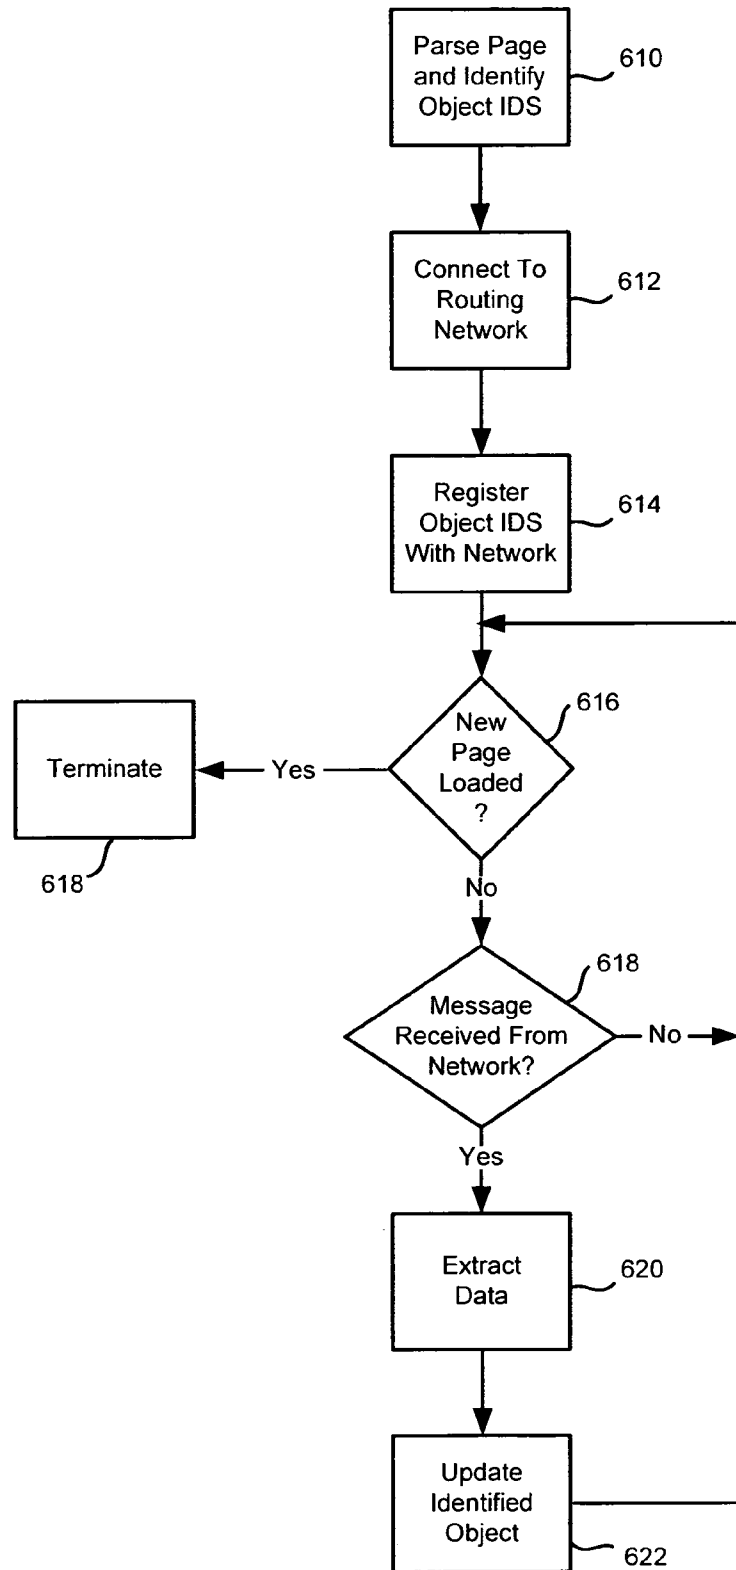 Parse Page
and Identify
Object IDS
610
Connect To
Routing
Network
612
Register
Object IDS
With Network
614
New
Page
Loaded
?
616
Yes
Terminate
618
No
Message
Received From
Network?
618
No
Yes
Extract
Data
620
Update
Identified
Object
622